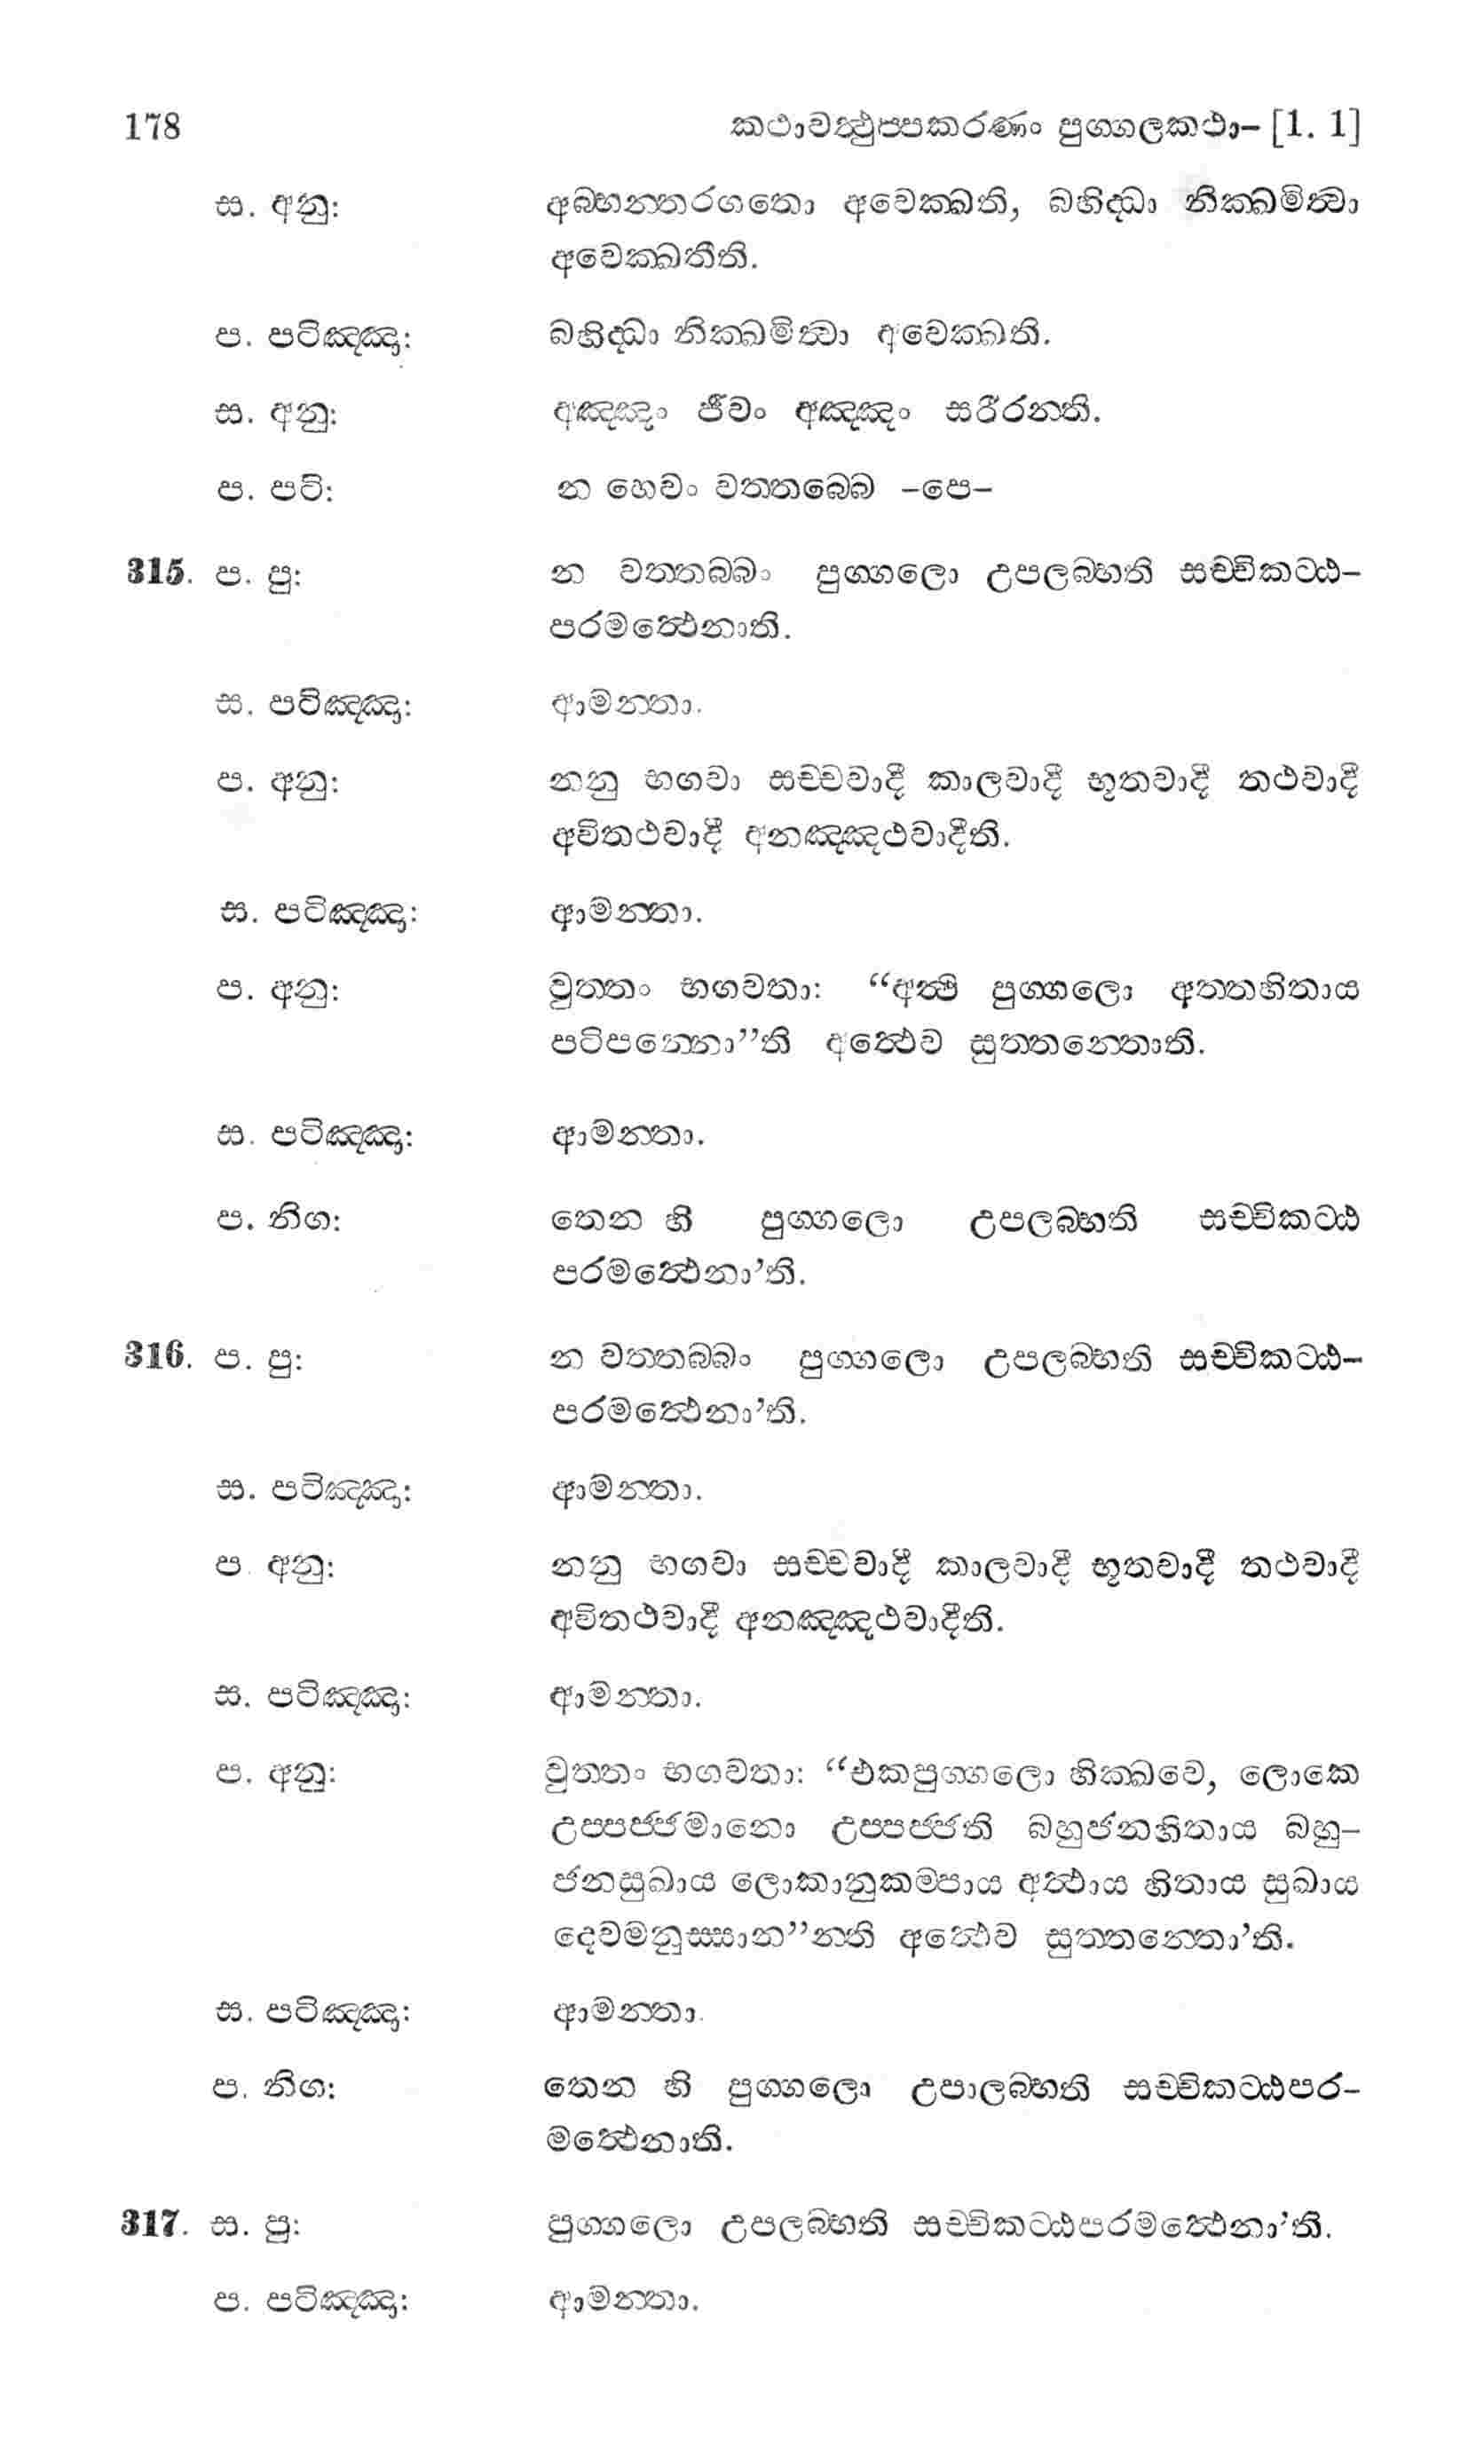 178 කථාවත්‍ථුප්පකරණං පුග්ගලකථා– [1. 1]
ස. අනු: අබ්භන්තරගතො අවෙක්ඛති, බහිද්ධා නික්ඛමිත්‍වා
අවෙක්ඛතීති.
ප. පටිඤ්ඤා: බහිද්ධා නික්ඛමිත්‍වා අවෙක්ඛති.
ස. අනු: අඤ්ඤං ජීවං අඤ්ඤං සරීරන්ති.
ප. පටි: න හෙවං වත්තබ්බෙ –පෙ–
315. ප. පු: න වත්තබ්බං පුග්ගලො උපලබ්භති සච්චිකට්ඨ–
පරමත්‍ථෙනාති.
ස. පටිඤ්ඤා: ආමන්තා.
ප. අනු: නනු භගවා සච්චවාදී කාලවාදී භූතවාදී තථවාදී
අවිතථවාදී අනඤ්ඤථවාදීති.
ස. පටිඤ්ඤා: ආමන්තා.
ප. අනු: වුත්තං භගවතා: “අත්‍ථි පුග්ගලො අත්තහිතාය
පටිපන්නො”ති අත්‍ථෙව සුත්තන්තොති.
ස. පටිඤ්ඤා: ආමන්තා.
ප. නිග: තෙන හි පුග්ගලො උපලබ්භති සච්චිකට්ඨ
පරමත්‍ථෙනා’ති.
316. ප. පු: න වත්තබ්බං පුග්ගලො උපලබ්භති සච්චිකට්ඨ–
පරමත්‍ථෙනා’ති.
ස. පටිඤ්ඤා: ආමන්තා.
ප. අනු: නනු භගවා සච්චවාදී කාලවාදී භූතවාදී තථවාදී
අවිතථවාදී අනඤ්ඤථවාදීති.
ස. පටිඤ්ඤා: ආමන්තා.
ප. අනු: වුත්තං භගවතා: “එකපුග්ගලො භික්ඛවෙ, ලොකෙ
උප්පජ්ජමානො උප්පජ්ජති බහුජනහිතාය බහු–
ජනසුඛාය ලොකානුකම්පාය අත්‍ථාය හිතාය සුඛාය
දෙවමනුස්සාන”න්ති අත්‍ථෙව සුත්තන්තො’ති.
ස. පටිඤ්ඤා: ආමන්තා.
ප. නිග: තෙන හි පුග්ගලො උපාලබ්භති සච්චිකට්ඨපර–
මත්‍ථෙනාති.
317. ස. පු: පුග්ගලො උපලබ්භති සච්චිකට්ඨපරමත්‍ථෙනා’ති.
ප. පටිඤ්ඤා: ආමන්තා.